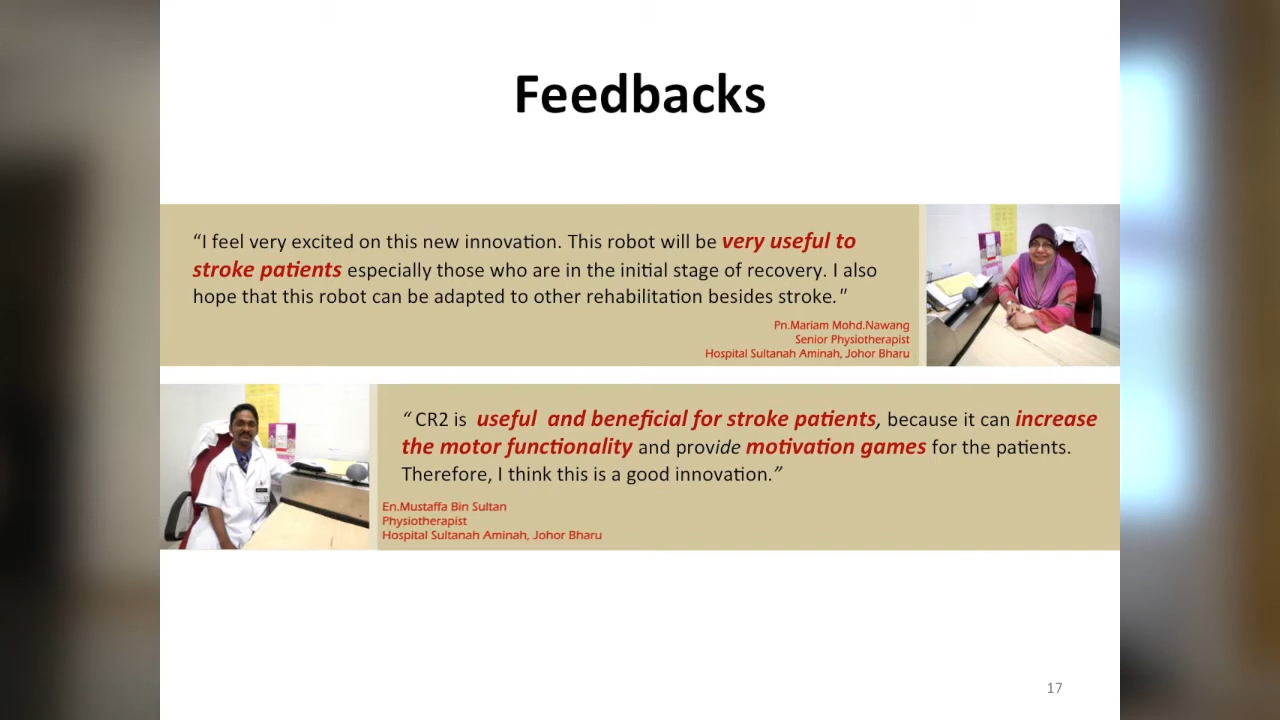 Feedbacks
“I feel very excited on this new innovation. This robot will be very useful to
stroke patients especially those who are in the initial stage of recovery. I also
hope that this robot can be adapted to other rehabilitation besides stroke."
Pn.Mariam Mohd.Nawang
Senior Physiotherapist
Hospital Sultanah Aminah, Johor Bharu
“ CR2 is useful and beneficial for stroke patients, because it can increase
the motor functionality and provide motivation games for the patients.
Therefore, I think this is a good innovation.”
En.Mustaffa Bin Sultan
Physiotherapist
Hospital Sultanah Aminah, Johor Bharu
17